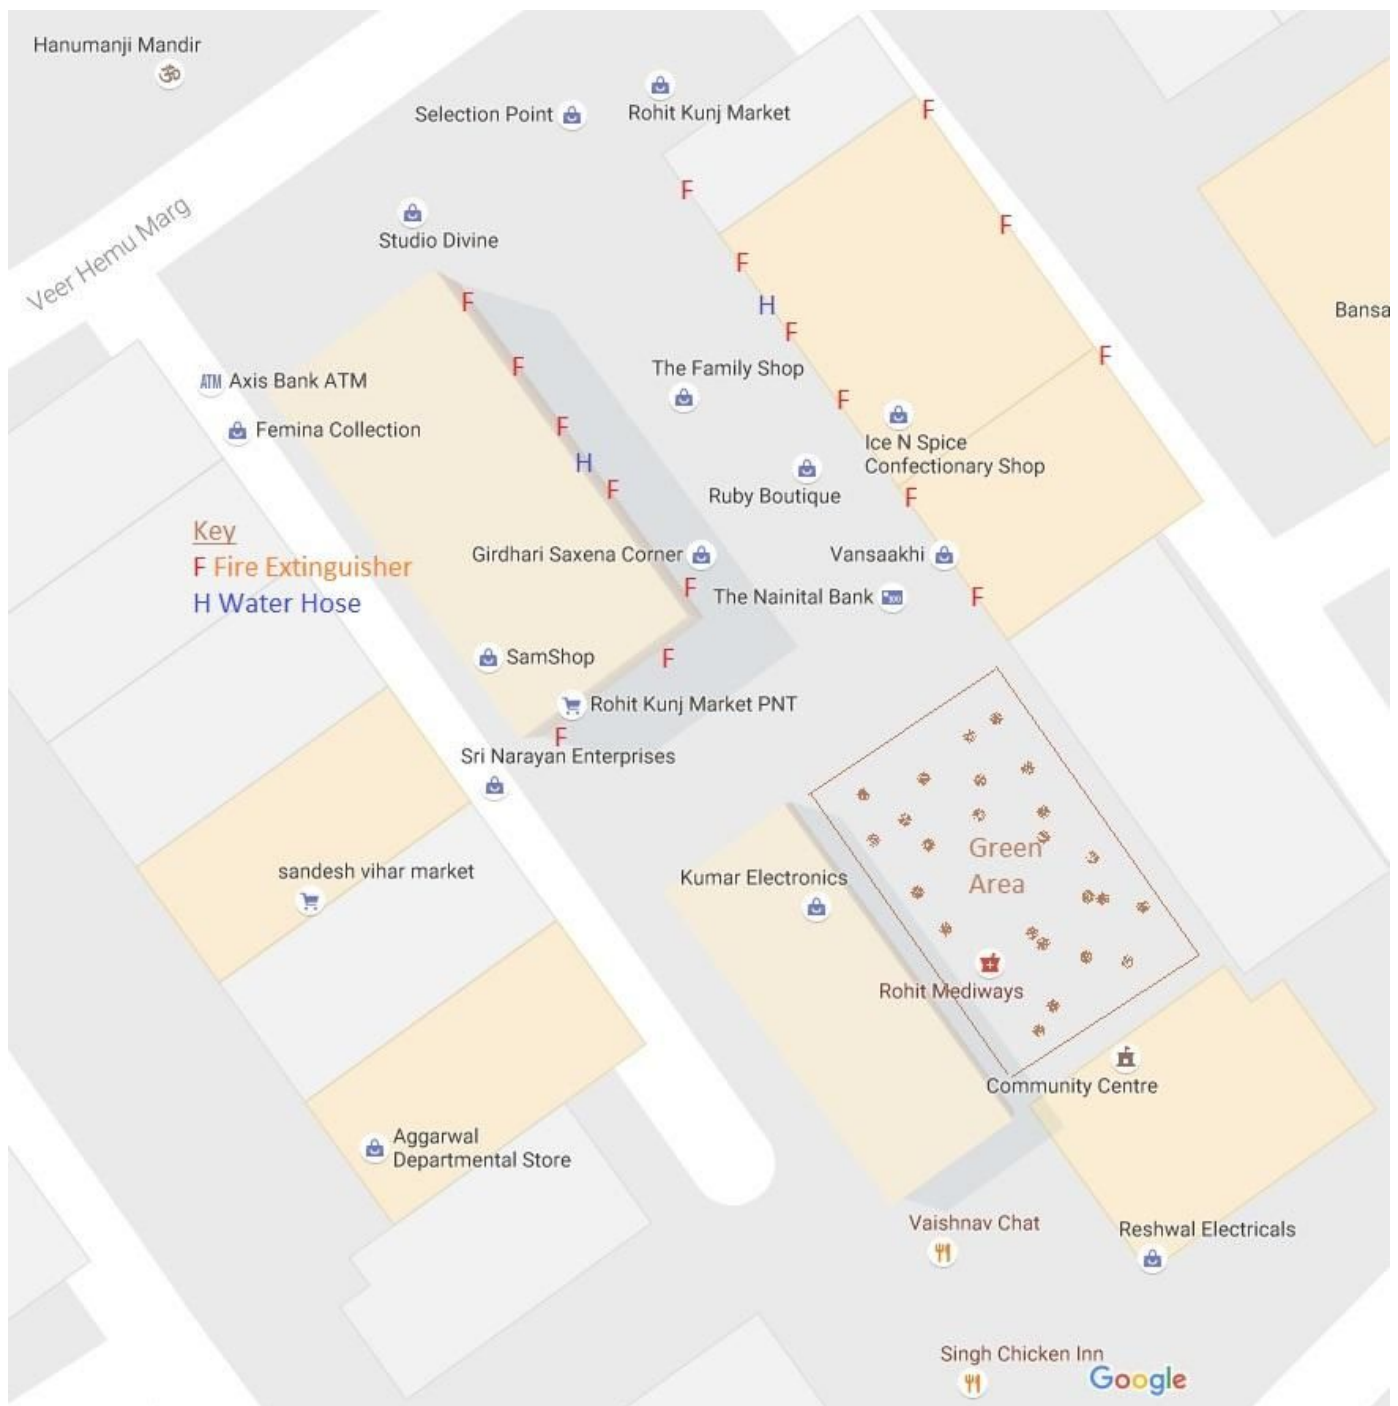 Hanumanji Mandir
ॐ
Selection Point
Rohit Kunj Market
F
F
Veer Hemu Marg
Studio Divine
F
F
F
H
F
F
The Family Shop
F
ATM Axis Bank ATM
F
Bansa
F
Femina Collection
F
H
F
Ice N Spice
Confectionary Shop
Ruby Boutique
F
Key
F Fire Extinguisher
H Water Hose
Girdhari Saxena Corner
Vansaakhi
F
The Nainital Bank
F
SamShop
F
Rohit Kunj Market PNT
F
Sri Narayan Enterprises
sandesh vihar market
Kumar Electronics
Green
Area
Rohit Mediways
Community Centre
Aggarwal
Departmental Store
Vaishnav Chat
Reshwal Electricals
Singh Chicken Inn
Google